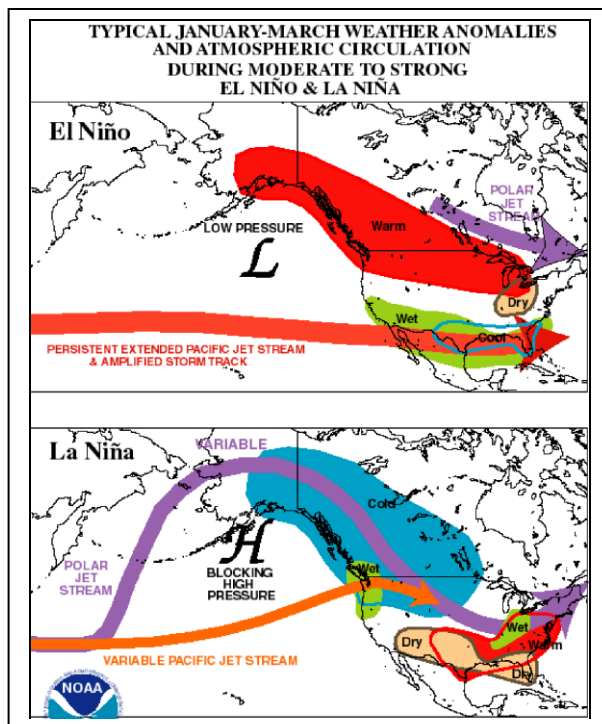 TYPICAL JANUARY-MARCH WEATHER ANOMALIES
AND ATMOSPHERIC CIRCULATION
DURING MODERATE TO STRONG
EL NIÑO & LA NIÑA
El Niño
POLAR
JET
STREAM
LOW PRESSURE
L
Warm
Dry
Wet
Cool
PERSISTENT EXTENDED PACIFIC JET STREAM
& AMPLIFIED STORM TRACK
La Niña
VARIABLE
Cold
H
BLOCKING
HIGH
PRESSURE
POLAR
JET
STREAM
Wet
Wet
Warm
Dry
Dry
VARIABLE PACIFIC JET STREAM
NOAA